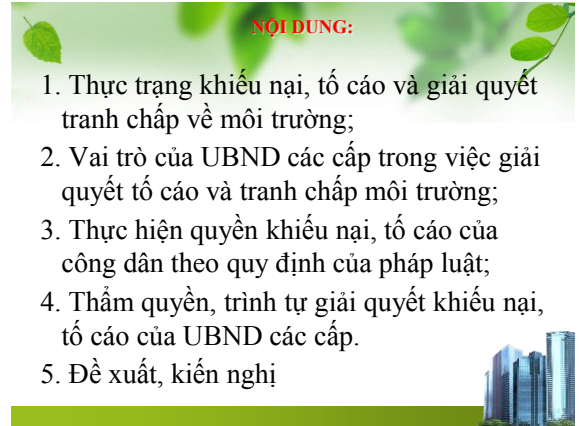 NỘI DUNG:
1. Thực trạng khiếu nại, tố cáo và giải quyết
tranh chấp về môi trường;
2. Vai trò của UBND các cấp trong việc giải
quyết tố cáo và tranh chấp môi trường;
3. Thực hiện quyền khiếu nại, tố cáo của
công dân theo quy định của pháp luật;
4. Thẩm quyền, trình tự giải quyết khiếu nại,
tố cáo của UBND các cấp.
5. Đề xuất, kiến nghị